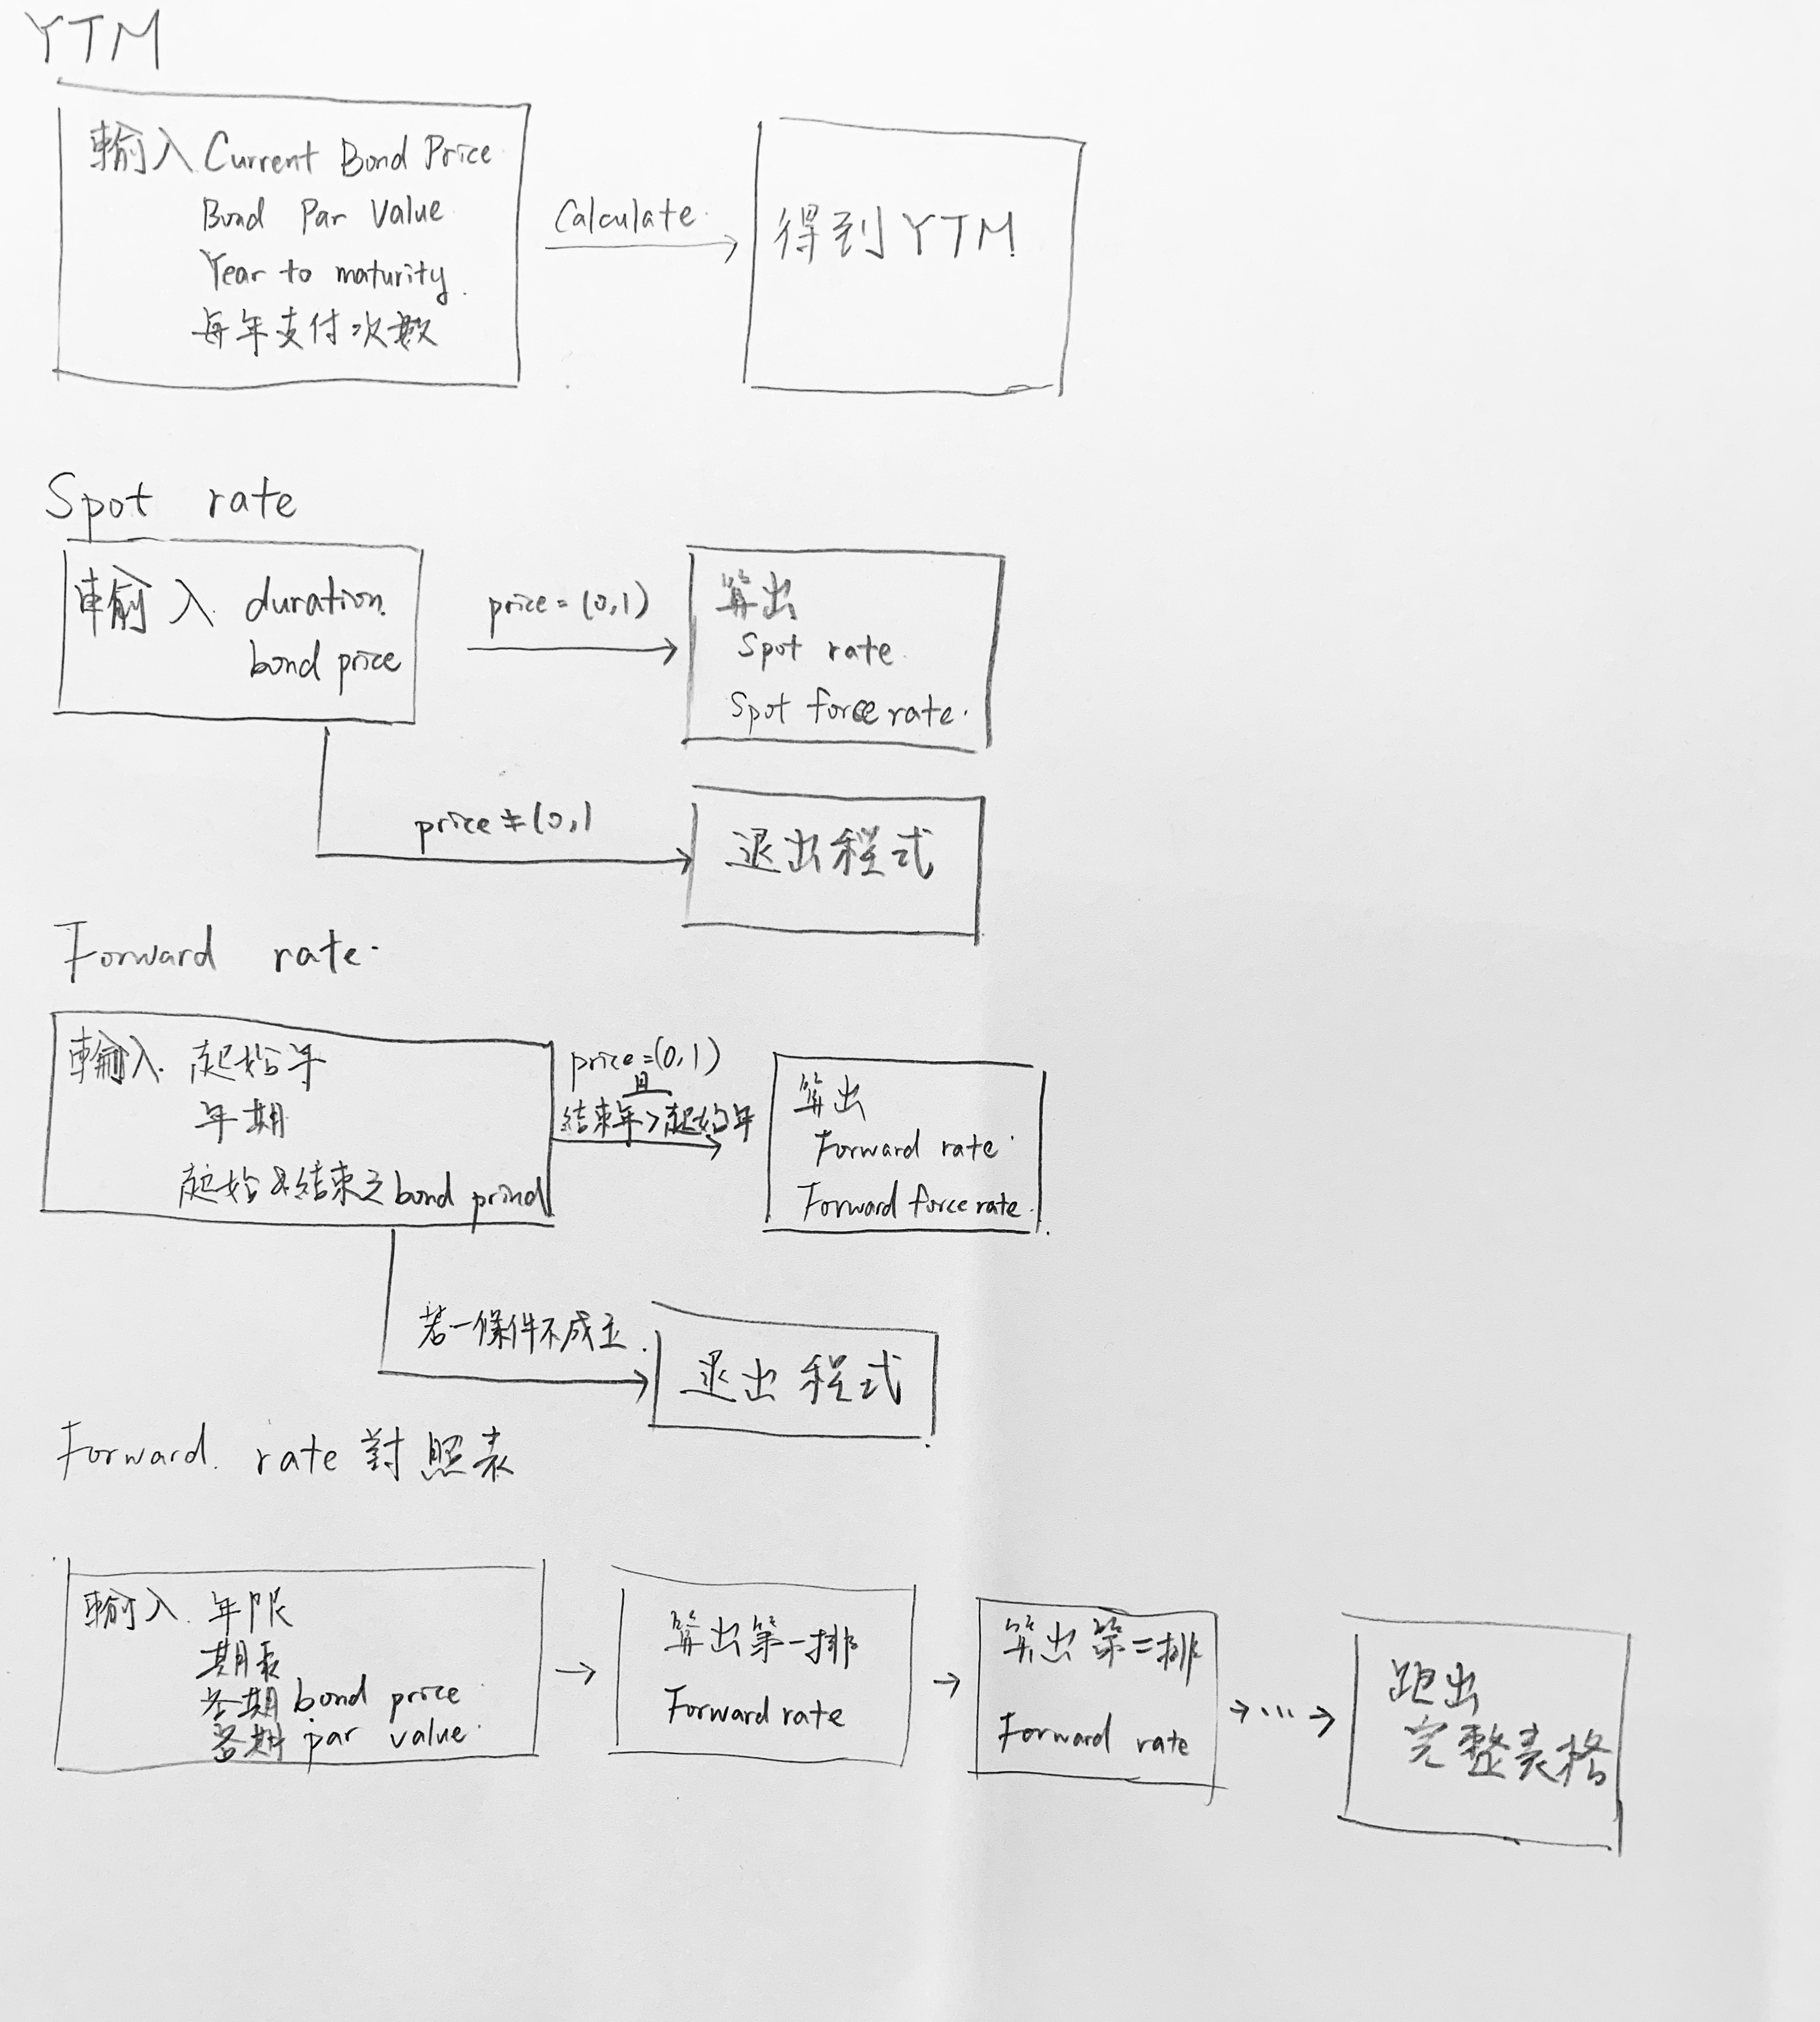 YTM
輸入 Current Bond Price
Bond Par Value
Year to maturity.
每年支付次數
Calculate.
得到 YTM
Spot rate
輸入 duration.
bond price
price = (0,1)
算出
Spot rate.
Spot force rate.
price ≠ (0,1
退出程式
Forward rate.
輸入 起始年
年期
起始&結束之 bond pried
price=(0,1)
且
結束年>起始年
算出
Forward rate.
Forward force rate.
若一條件不成立.
退出程式
Forward. rate 對照表
輸入. 年限
各期 bond price
各期 par value.
算出第一排
Forward rate
算出第二排
Forward rate
...
跑出
完整表格